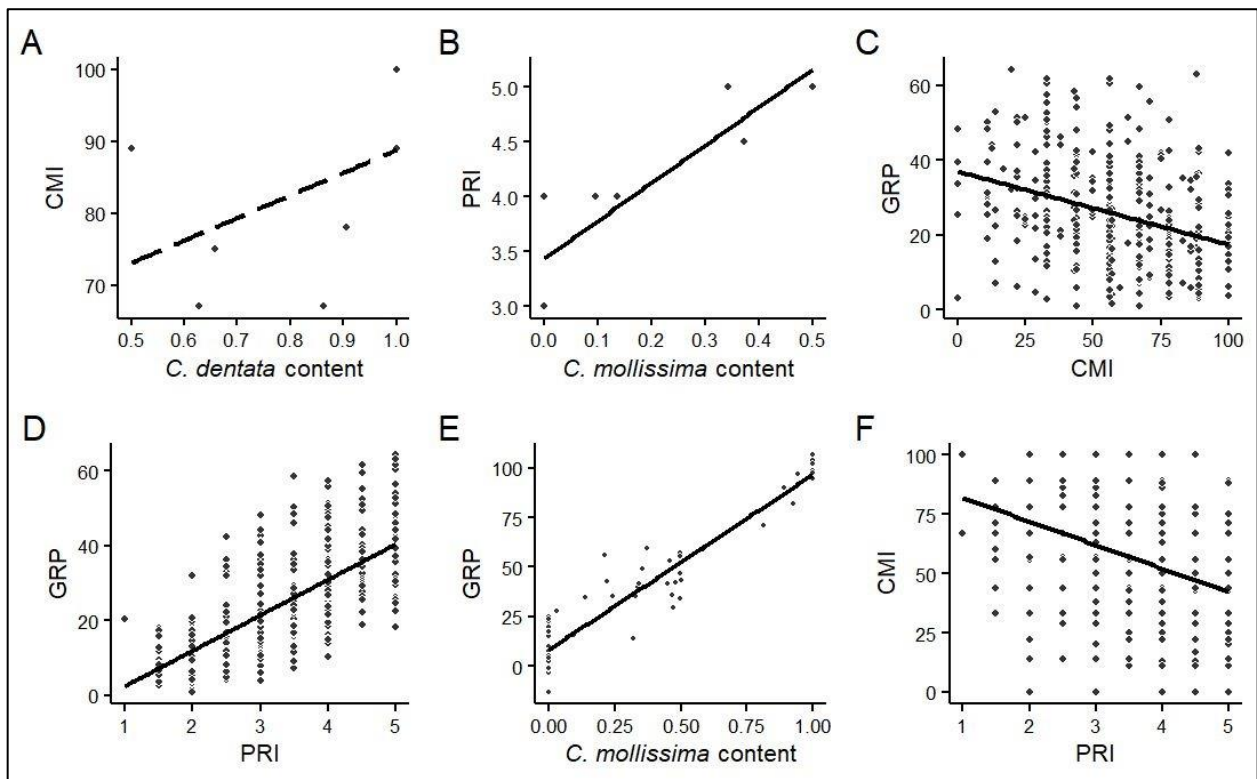 A
CMI
100
90
80
70
0.5 0.6 0.7 0.8 0.9 1.0
C. dentata content
B
PRI
5.0
4.5
4.0
3.5
3.0
0.0 0.1 0.2 0.3 0.4 0.5
C. mollissima content
C
GRP
60
40
20
0
0 25 50 75 100
CMI
D
GRP
60
40
20
0
1 2 3 4 5
PRI
E
GRP
100
75
50
25
0
0.00 0.25 0.50 0.75 1.00
C. mollissima content
F
CMI
100
75
50
25
0
1 2 3 4 5
PRI